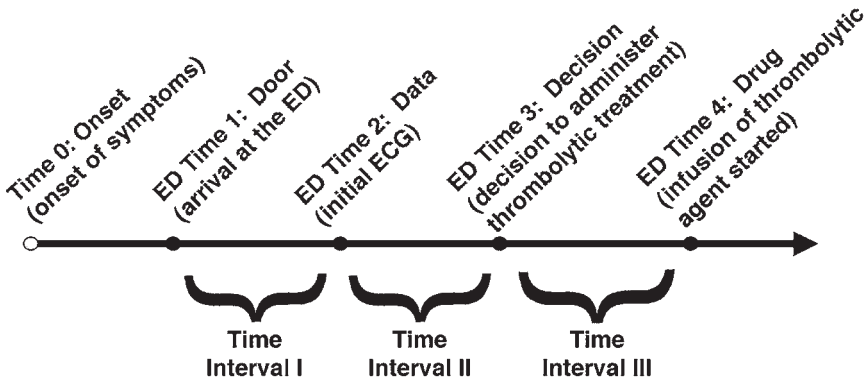 Time 0: Onset
(onset of symptoms)
ED Time 1: Door
(arrival at the ED)
ED Time 2: Data
(initial ECG)
ED Time 3: Decision
(decision to administer
thrombolytic treatment)
ED Time 4: Drug
(infusion of thrombolytic
agent started)
Time
Interval I
Time
Interval II
Time
Interval III